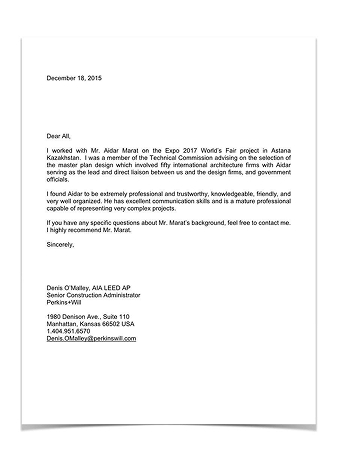 December 18, 2015
Dear All,
I worked with Mr. Aidar Marat on the Expo 2017 World's Fair project in Astana
Kazakhstan. I was a member of the Technical Commission advising on the selection of
the master plan design which involved fifty international architecture firms with Aidar
serving as the lead and direct liaison between us and the design firms, and government
officials.
I found Aidar to be extremely professional and trustworthy, knowledgeable, friendly, and
very well organized. He has excellent communication skills and is a mature professional
capable of representing very complex projects.
If you have any specific questions about Mr. Marat's background, feel free to contact me.
I highly recommend Mr. Marat.
Sincerely,
Denis O'Malley, AIA LEED AP
Senior Construction Administrator
Perkins+Will
1980 Denison Ave., Suite 110
Manhattan, Kansas 66502 USA
1.404.951.6570
Denis.OMalley@perkinswill.com